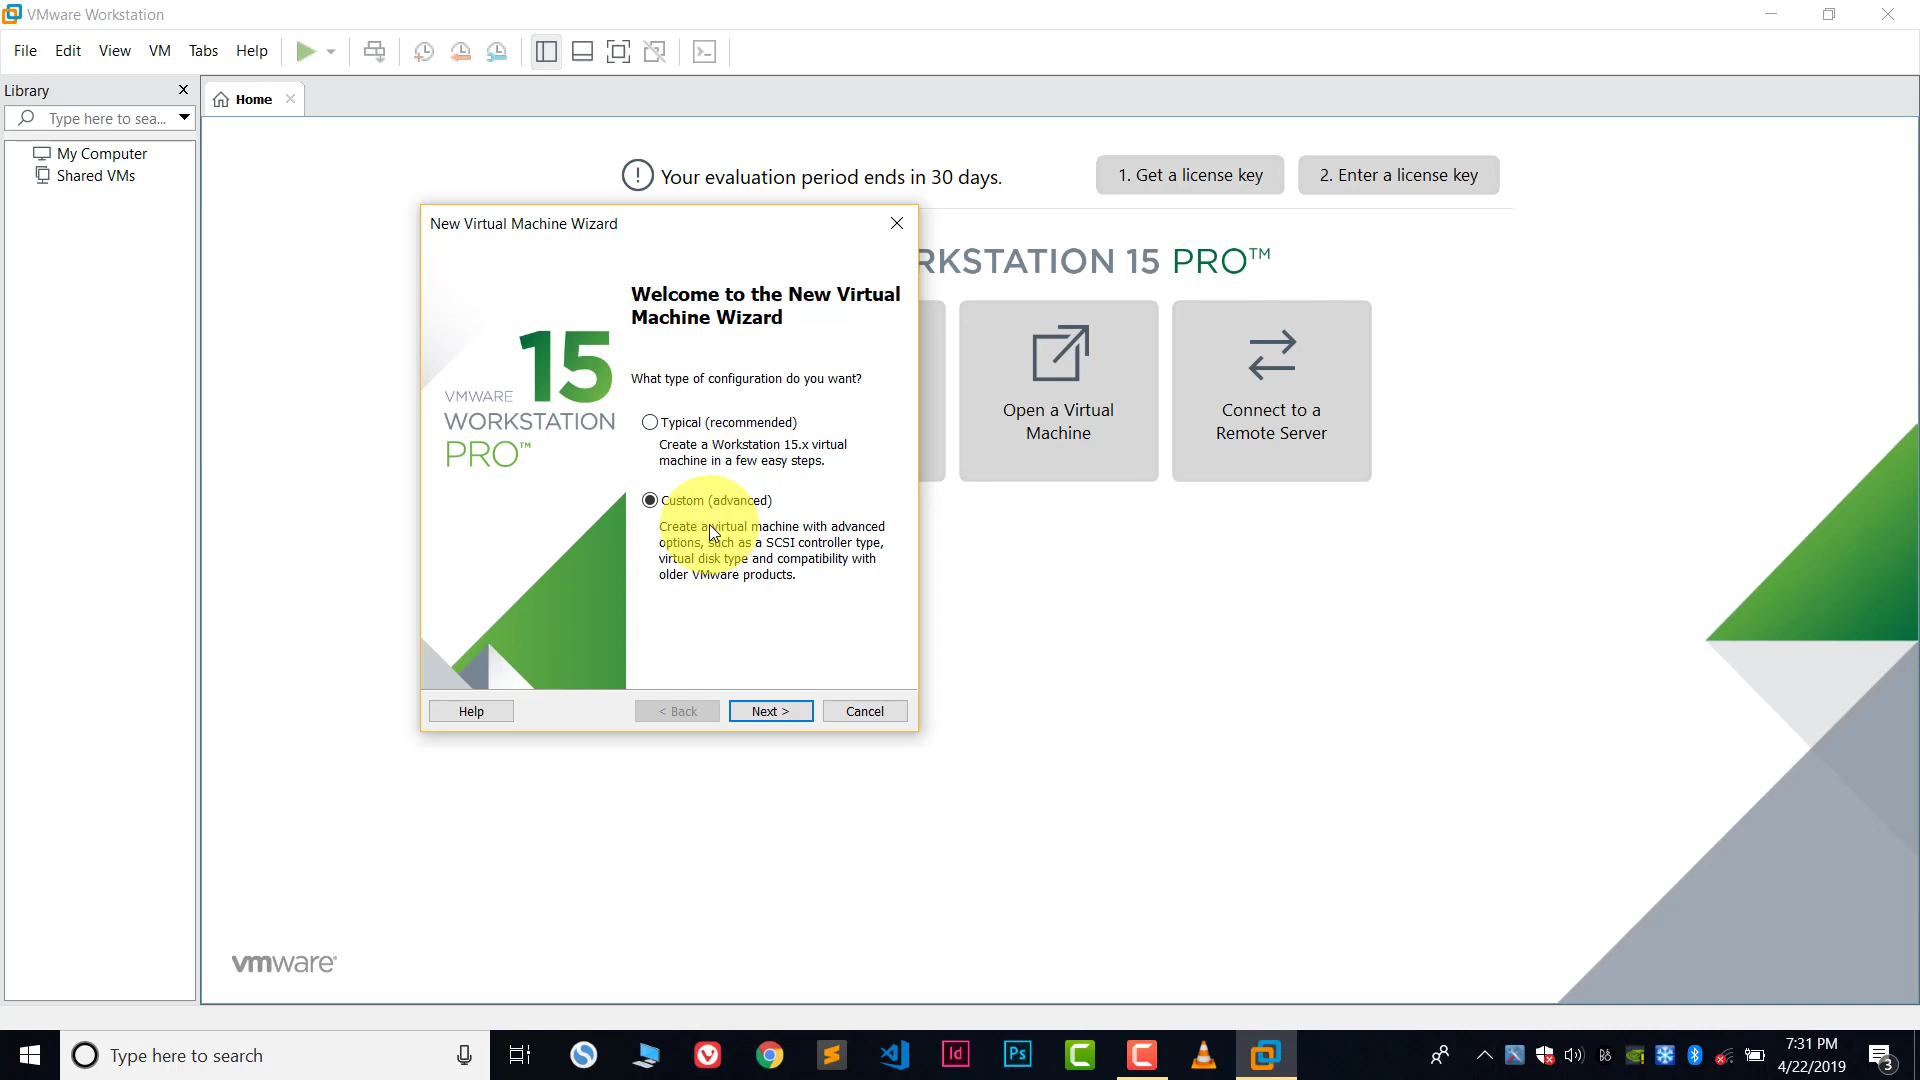 VMware Workstation
File Edit View VM Tabs Help
Library
Type here to sea...
My Computer
Shared VMs
Home
! Your evaluation period ends in 30 days.
1. Get a license key
2. Enter a license key
RKSTATION 15 PRO™
Open a Virtual
Machine
Connect to a
Remote Server
New Virtual Machine Wizard
15
VMWARE
WORKSTATION
PRO™
Welcome to the New Virtual
Machine Wizard
What type of configuration do you want?
Typical (recommended)
Create a Workstation 15.x virtual
machine in a few easy steps.
Custom (advanced)
Create a virtual machine with advanced
options, such as a SCSI controller type,
virtual disk type and compatibility with
older VMware products.
Help
< Back
Next >
Cancel
vmware
Type here to search
Id
Ps
7:31 PM
4/22/2019
3